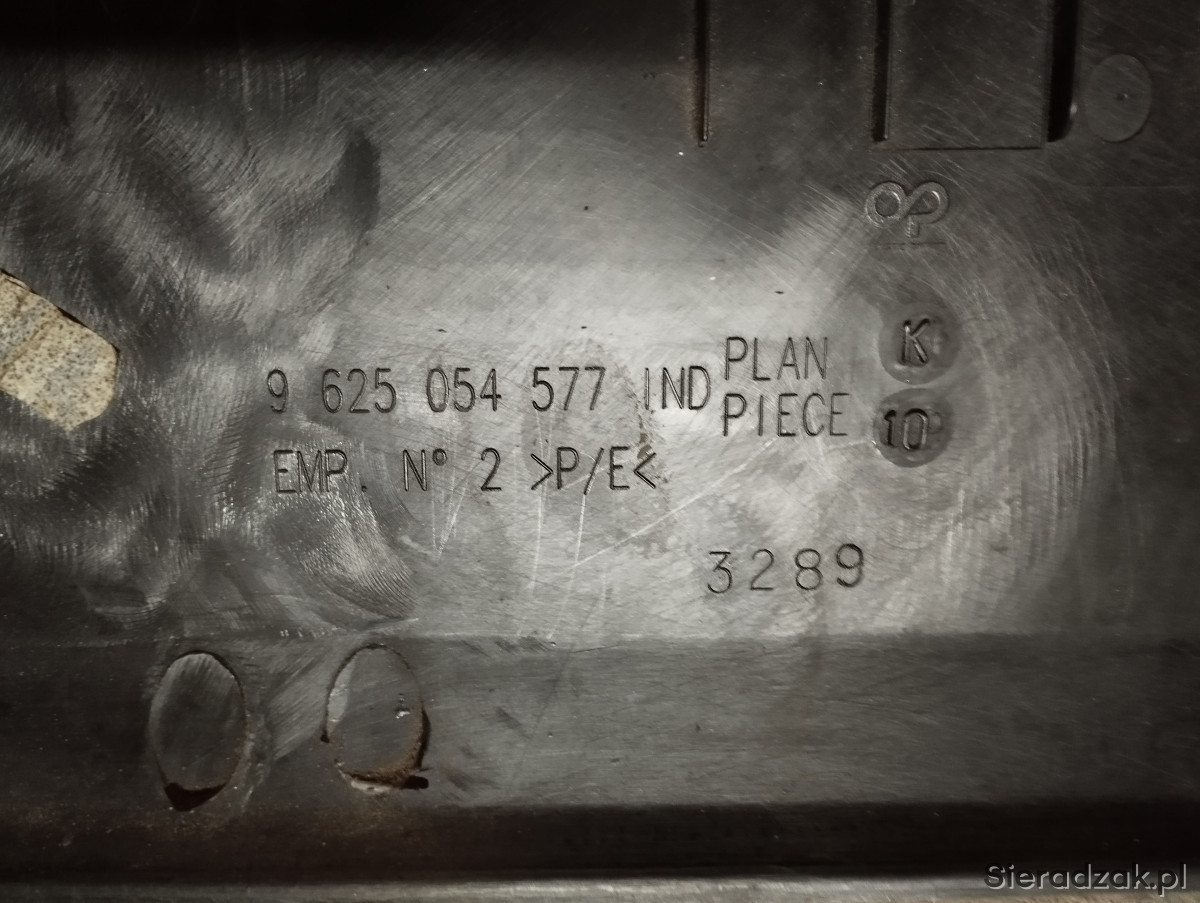 9 625 054 577 IND
PLAN K
PIECE 10
EMP. N° 2 >P/E<
3289
Sieradzak.pl